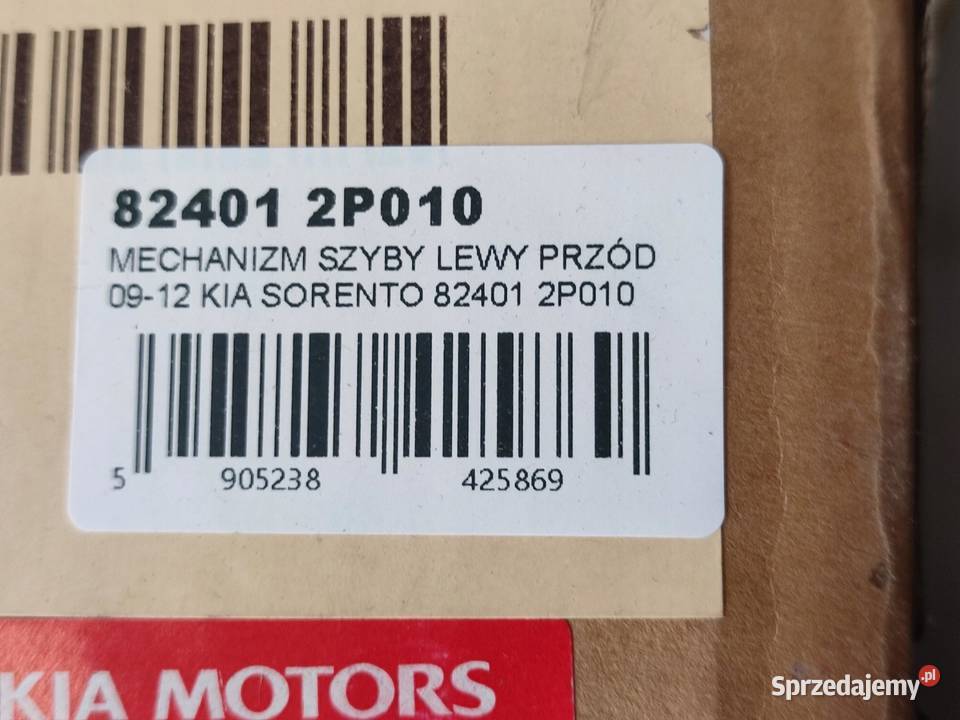 82401 2P010
MECHANIZM SZYBY LEWY PRZÓD
09-12 KIA SORENTO 82401 2P010
5 905238 425869
KIA MOTORS
Sprzedajemy.pl